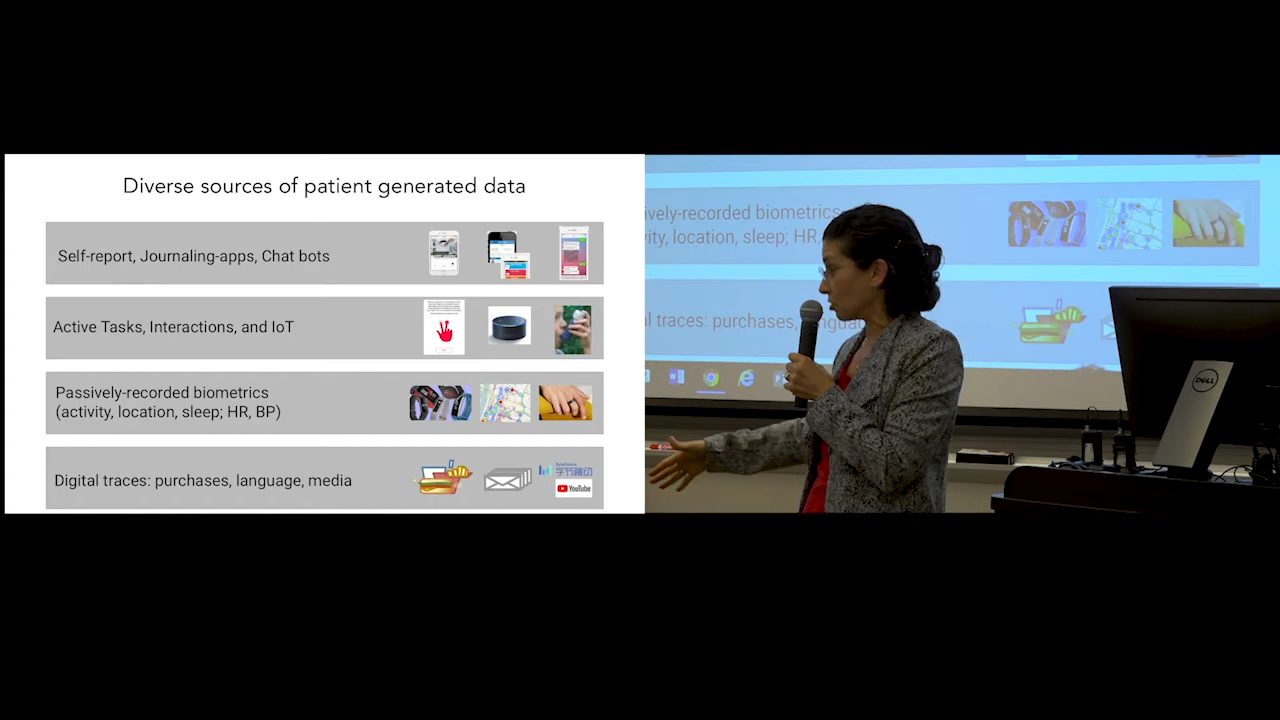 Diverse sources of patient generated data
Self-report, Journaling-apps, Chat bots
Active Tasks, Interactions, and IoT
Passively-recorded biometrics
(activity, location, sleep; HR, BP)
Digital traces: purchases, language, media
ByteDance
字节跳动
YouTube
ively-recorded biometrics
vity, location, sleep; HR,
al traces: purchases,
DELL